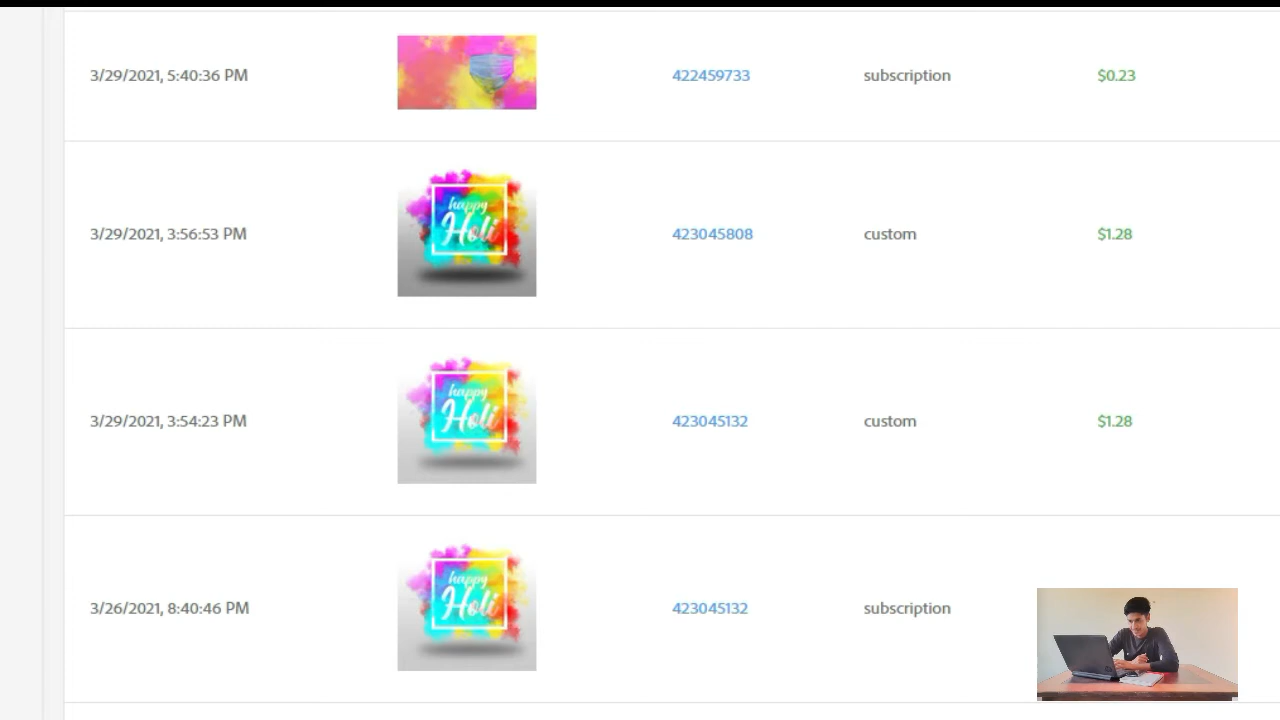 3/29/2021, 5:40:36 PM 422459733 subscription $0.23
happy
Holi
3/29/2021, 3:56:53 PM 423045808 custom $1.28
happy
Holi
3/29/2021, 3:54:23 PM 423045132 custom $1.28
happy
Holi
3/26/2021, 8:40:46 PM 423045132 subscription